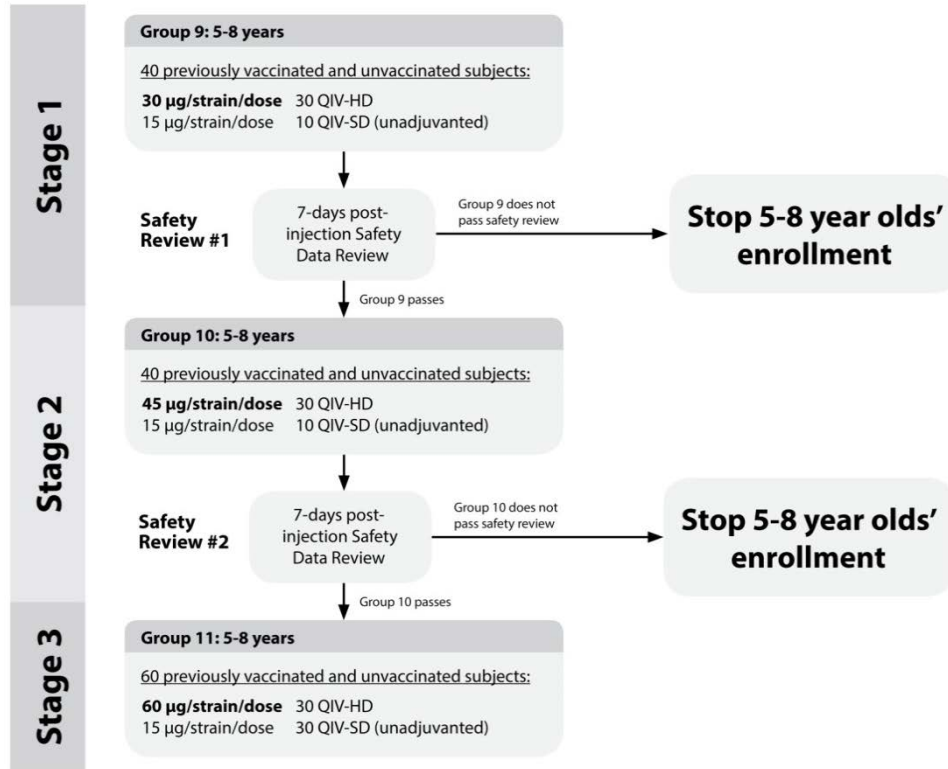 Stage 1
Group 9: 5-8 years
40 previously vaccinated and unvaccinated subjects:
30 µg/strain/dose 30 QIV-HD
15 µg/strain/dose 10 QIV-SD (unadjuvanted)
Safety
Review #1
7-days post-
injection Safety
Data Review
Group 9 does not
pass safety review
Stop 5-8 year olds’
enrollment
Group 9 passes
Stage 2
Group 10: 5-8 years
40 previously vaccinated and unvaccinated subjects:
45 µg/strain/dose 30 QIV-HD
15 µg/strain/dose 10 QIV-SD (unadjuvanted)
Safety
Review #2
7-days post-
injection Safety
Data Review
Group 10 does not
pass safety review
Stop 5-8 year olds’
enrollment
Group 10 passes
Stage 3
Group 11: 5-8 years
60 previously vaccinated and unvaccinated subjects:
60 µg/strain/dose 30 QIV-HD
15 µg/strain/dose 30 QIV-SD (unadjuvanted)